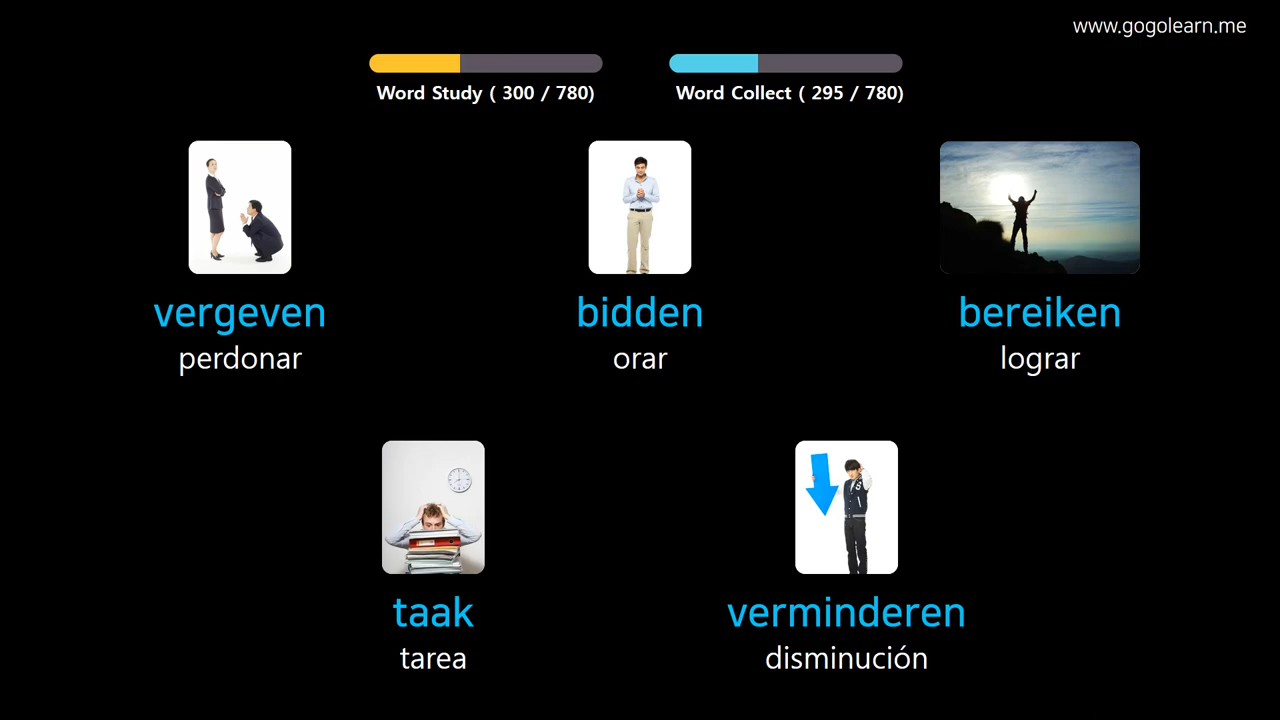 www.gogolearn.me
Word Study ( 300 / 780)
Word Collect ( 295 / 780)
vergeven
perdonar
bidden
orar
bereiken
lograr
taak
tarea
verminderen
disminución